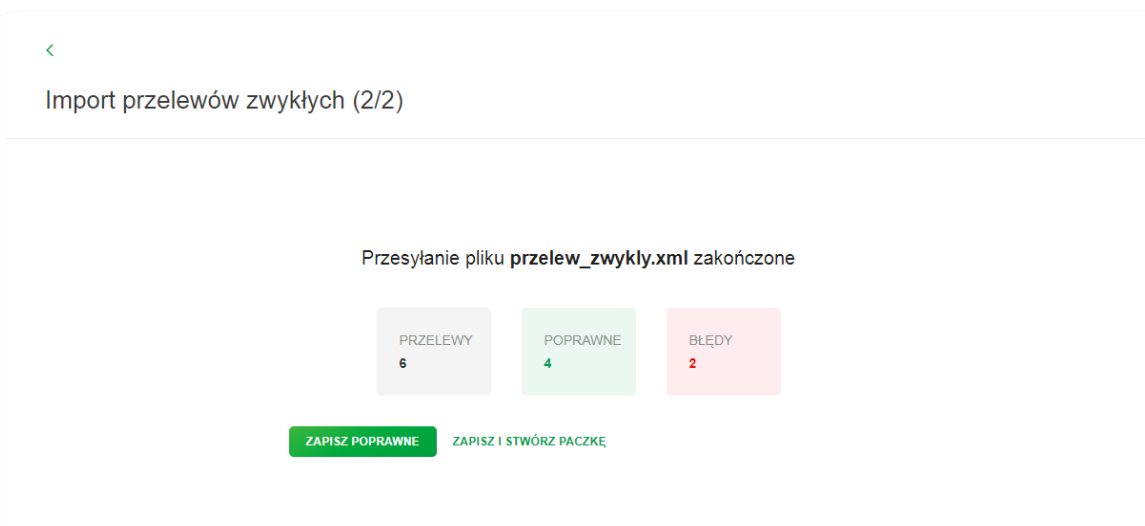 Import przelewów zwykłych (2/2)
Przesyłanie pliku przelew_zwykly.xml zakończone
PRZELEWY
6
POPRAWNE
4
BŁĘDY
2
ZAPISZ POPRAWNE
ZAPISZ I STWÓRZ PACZKĘ